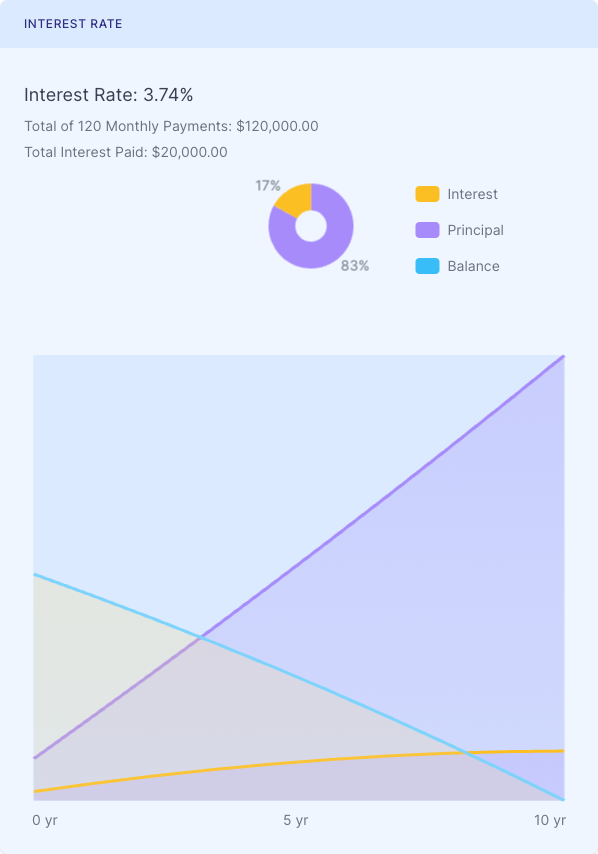 INTEREST RATE
Interest Rate: 3.74%
Total of 120 Monthly Payments: $120,000.00
Total Interest Paid: $20,000.00
17%
83%
Interest
Principal
Balance
0 yr
5 yr
10 yr